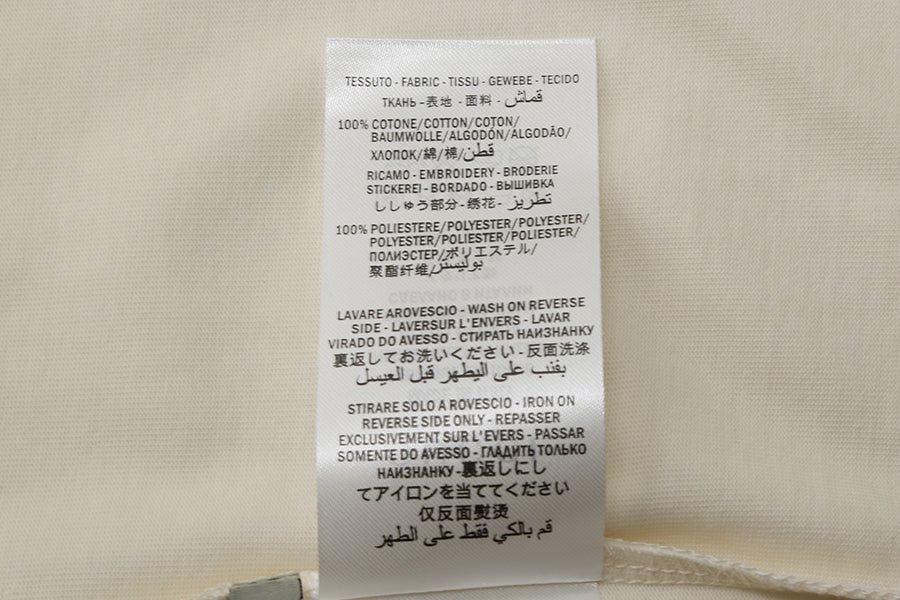 TESSUTO - FABRIC - TISSU - GEWEBE - TECIDO
ТКАНЬ - 表地 - 面料 - قماش
100% COTONE/COTTON/COTON/
BAUMWOLLE/ALGODÓN/ALGODÃO/
ХЛОПОК/綿/棉/قطن
RICAMO - EMBROIDERY - BRODERIE
STICKEREI - BORDADO - ВЫШИВКА
ししゅう部分 - 绣花 - تطريز
100% POLIESTERE/POLYESTER/POLYESTER/
POLYESTER/POLIESTER/POLIESTER/
ПОЛИЭСТЕР/ポリエステル/
聚酯纤维/بوليستر
LAVARE AROVESCIO - WASH ON REVERSE
SIDE - LAVERSUR L'ENVERS - LAVAR
VIRADO DO AVESSO - СТИРАТЬ НАИЗНАНКУ
裏返してお洗いください - 反面洗涤
بفنب على اليطهر قبل العيسل
STIRARE SOLO A ROVESCIO - IRON ON
REVERSE SIDE ONLY - REPASSER
EXCLUSIVEMENT SUR L'EVERS - PASSAR
SOMENTE DO AVESSO - ГЛАДИТЬ ТОЛЬКО
НАИЗНАНКУ -裏返しにし
てアイロンを当ててください
仅反面熨烫
قم بالكي فقط على الطهر